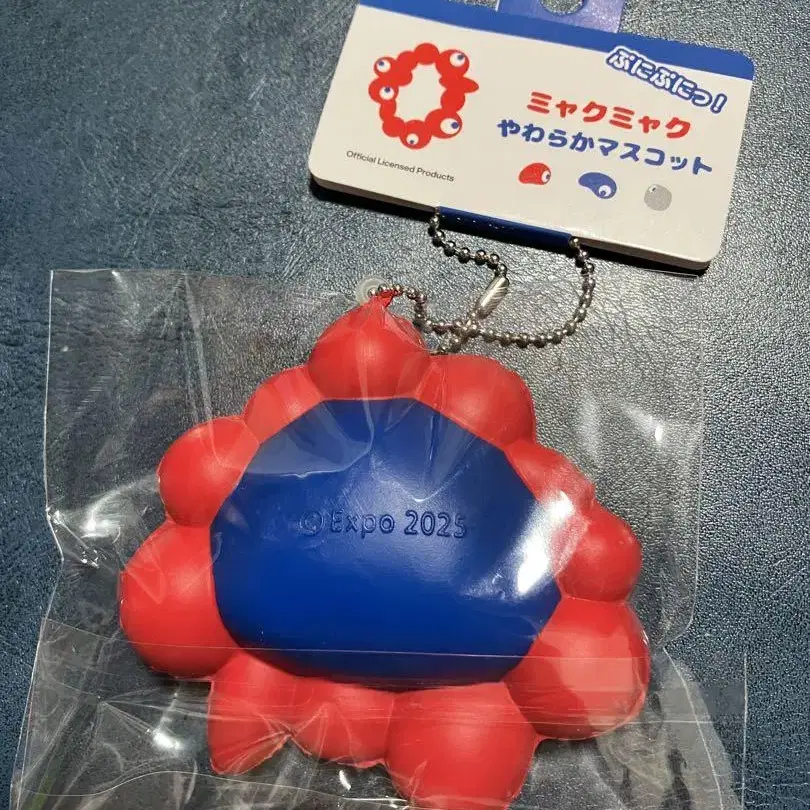 ぷにぷにっ!
ミャクミャク
やわらかマスコット
Official Licensed Products
© Expo 2025